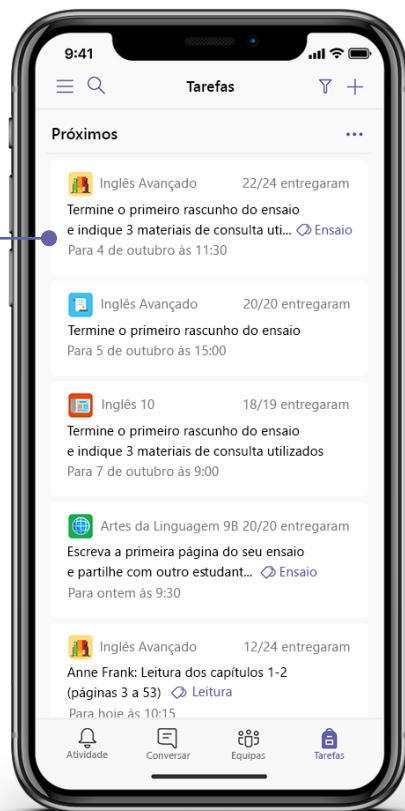 9:41
Tarefas
Próximos
Inglês Avançado 22/24 entregaram
Termine o primeiro rascunho do ensaio
e indique 3 materiais de consulta uti... Ensaio
Para 4 de outubro às 11:30
Inglês Avançado 20/20 entregaram
Termine o primeiro rascunho do ensaio
Para 5 de outubro às 15:00
Inglês 10 18/19 entregaram
Termine o primeiro rascunho do ensaio
e indique 3 materiais de consulta utilizados
Para 7 de outubro às 9:00
Artes da Linguagem 9B 20/20 entregaram
Escreva a primeira página do seu ensaio
e partilhe com outro estudant... Ensaio
Para ontem às 9:30
Inglês Avançado 12/24 entregaram
Anne Frank: Leitura dos capítulos 1-2
(páginas 3 a 53) Leitura
Para hoje às 10:15
Atividade Conversar Equipas Tarefas